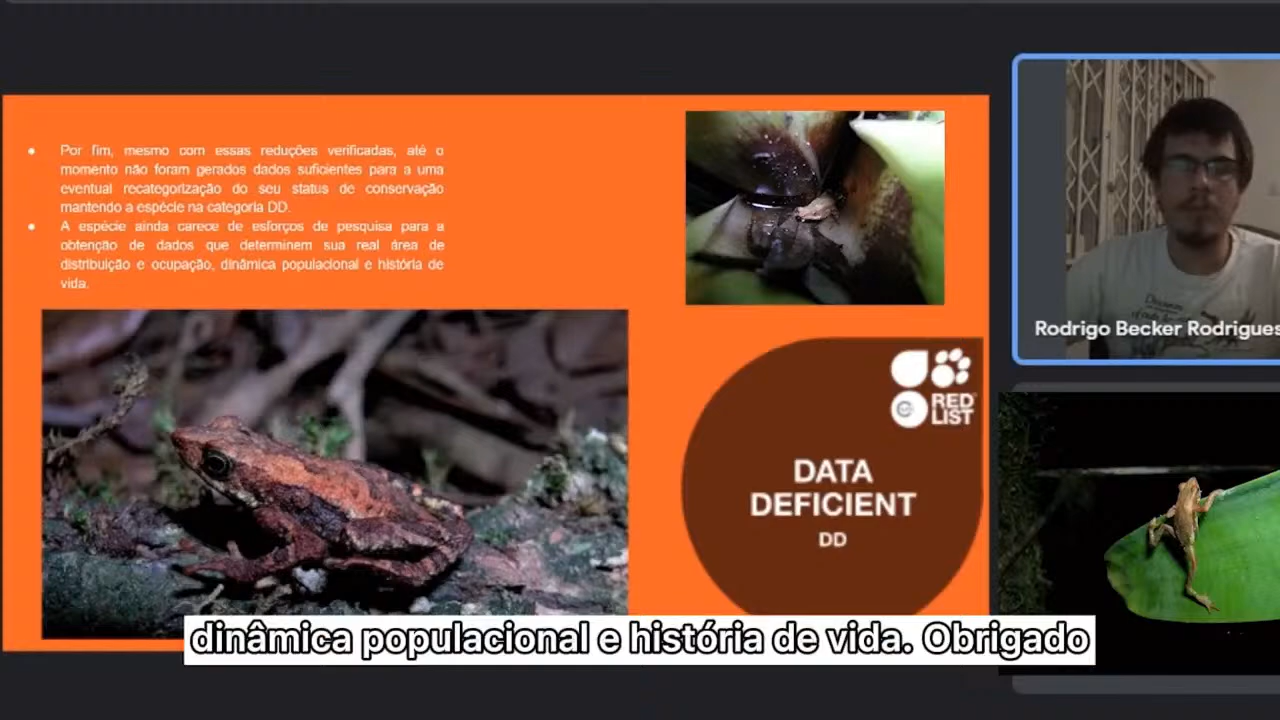 Por fim, mesmo com essas reduções verificadas, até o
momento não foram gerados dados suficientes para a uma
eventual recategorização do seu status de conservação
mantendo a espécie na categoria DD.
A espécie ainda carece de esforços de pesquisa para a
obtenção de dados que determinem sua real área de
distribuição e ocupação, dinâmica populacional e história de
vida.
RED
LIST
DATA
DEFICIENT
DD
Rodrigo Becker Rodrigues
dinâmica populacional e história de vida. Obrigado